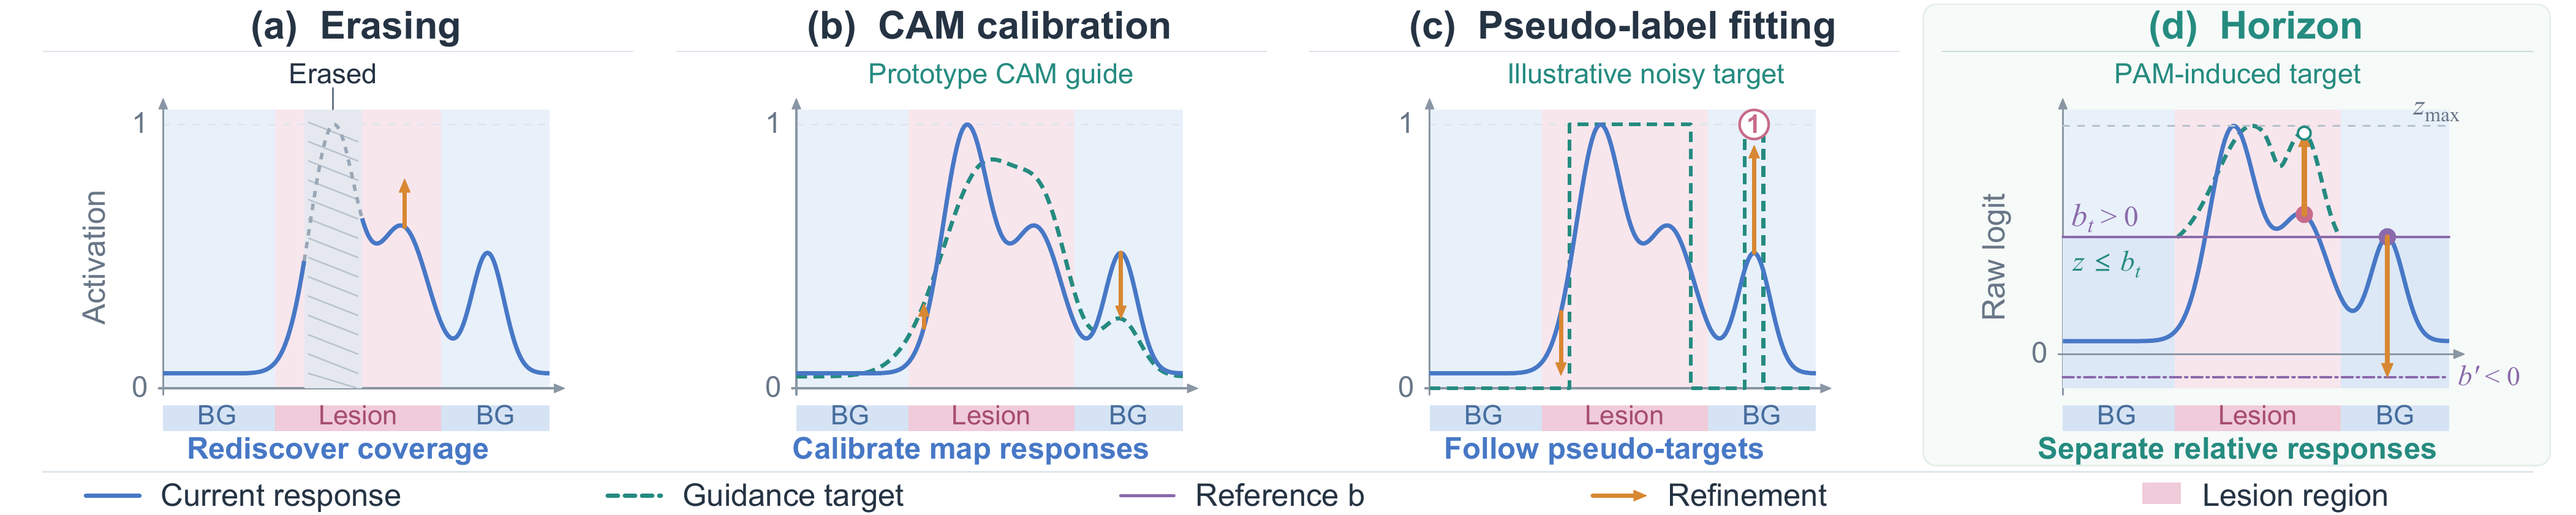 (a) Erasing
Erased
1
Activation
0
BG
Lesion
BG
Rediscover coverage
(b) CAM calibration
Prototype CAM guide
1
0
BG
Lesion
BG
Calibrate map responses
(c) Pseudo-label fitting
Illustrative noisy target
1
1
0
BG
Lesion
BG
Follow pseudo-targets
(d) Horizon
PAM-induced target
z_max
Raw logit
b_t > 0
z ≤ b_t
0
b′ < 0
BG
Lesion
BG
Separate relative responses
Current response
Guidance target
Reference b
Refinement
Lesion region